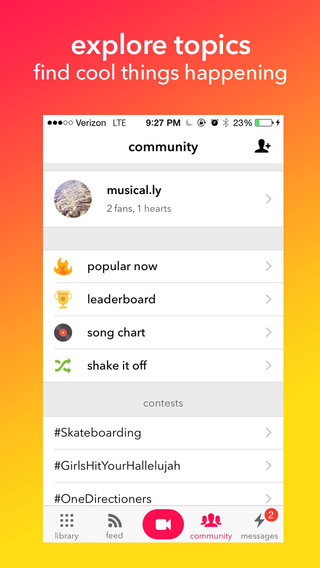 explore topics
find cool things happening
Verizon LTE 9:27 PM 23%
community
musical.ly
2 fans, 1 hearts
popular now
leaderboard
song chart
shake it off
contests
#Skateboarding
#GirlsHitYourHallelujah
#OneDirectioners
2
library feed community messages